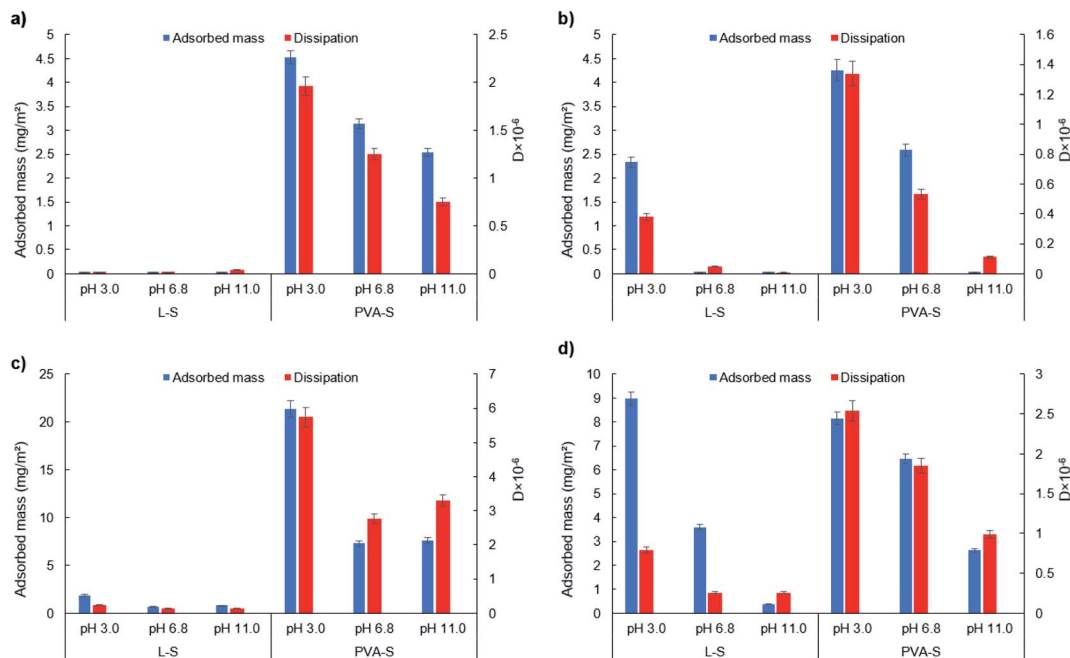 a)
Adsorbed mass Dissipation
Adsorbed mass (mg/m²)
5
4.5
4
3.5
3
2.5
2
1.5
1
0.5
0
2.5
2
1.5
1
0.5
0
D×10⁻⁶
pH 3.0 pH 6.8 pH 11.0 pH 3.0 pH 6.8 pH 11.0
L-S PVA-S
b)
Adsorbed mass Dissipation
Adsorbed mass (mg/m²)
5
4.5
4
3.5
3
2.5
2
1.5
1
0.5
0
1.6
1.4
1.2
1
0.8
0.6
0.4
0.2
0
D×10⁻⁶
pH 3.0 pH 6.8 pH 11.0 pH 3.0 pH 6.8 pH 11.0
L-S PVA-S
c)
Adsorbed mass Dissipation
Adsorbed mass (mg/m²)
25
20
15
10
5
0
7
6
5
4
3
2
1
0
D×10⁻⁶
pH 3.0 pH 6.8 pH 11.0 pH 3.0 pH 6.8 pH 11.0
L-S PVA-S
d)
Adsorbed mass Dissipation
Adsorbed mass (mg/m²)
10
9
8
7
6
5
4
3
2
1
0
3
2.5
2
1.5
1
0.5
0
D×10⁻⁶
pH 3.0 pH 6.8 pH 11.0 pH 3.0 pH 6.8 pH 11.0
L-S PVA-S